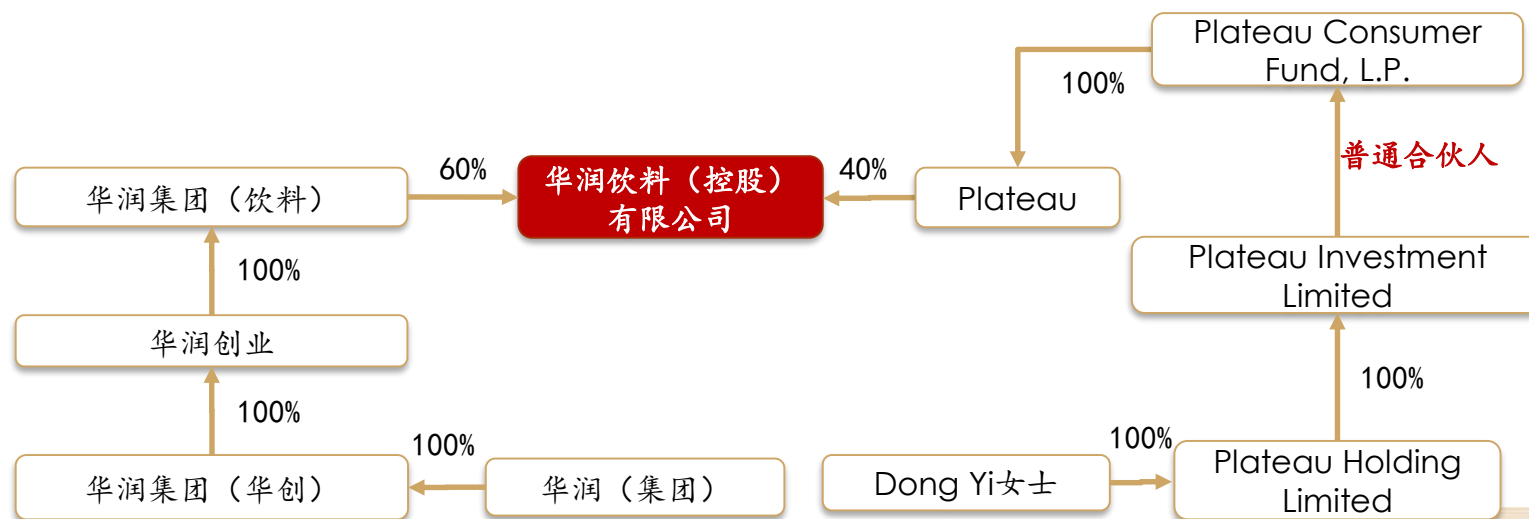 Plateau Consumer
Fund, L.P.
100%
普通合伙人
华润集团（饮料）
60%
华润饮料（控股）
有限公司
40%
Plateau
100%
Plateau Investment
Limited
华润创业
100%
100%
100%
100%
华润集团（华创）
华润（集团）
Dong Yi女士
Plateau Holding
Limited